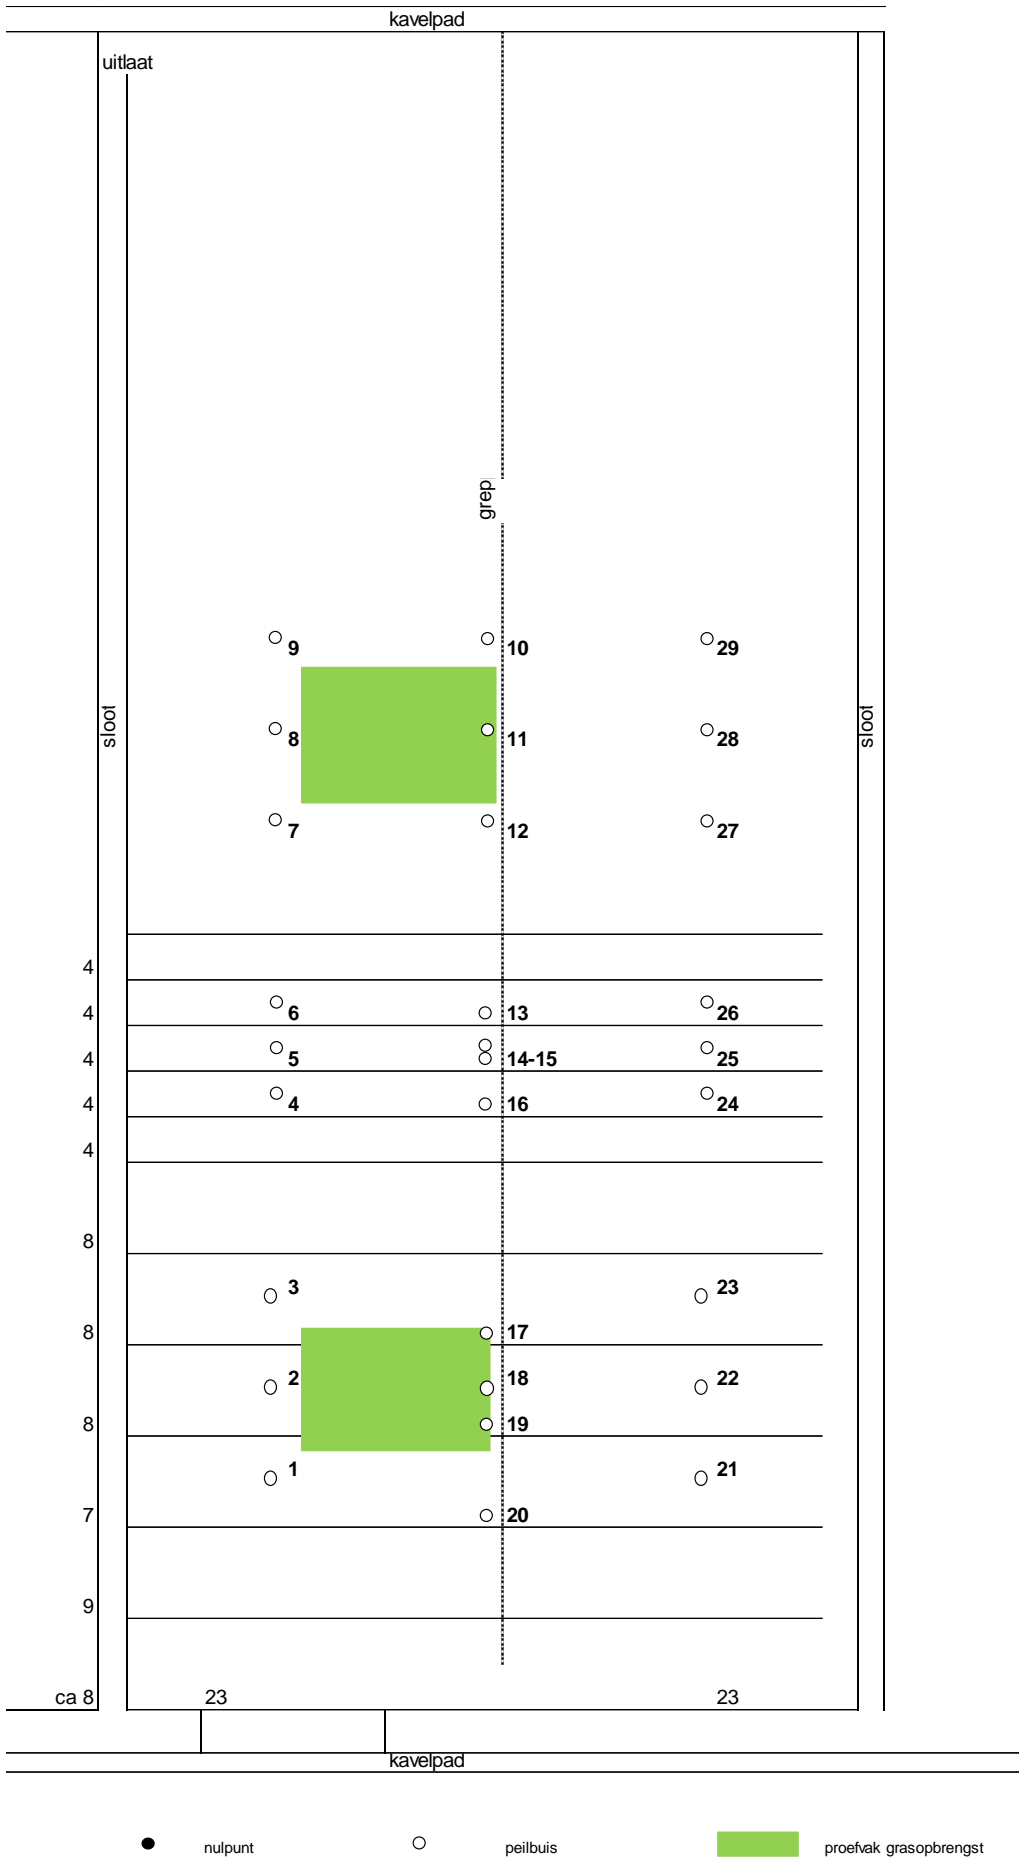 kavelpad
uitlaat
grep
9 10 29
sloot 8 11 28 sloot
7 12 27
4
4 6 13 26
4 5 14-15 25
4 4 16 24
4
8
3 23
8 17
2 18 22
8 19
1 21
7 20
9
ca 8 23 23
kavelpad
nulpunt peilbuis proefvak grasopbrengst